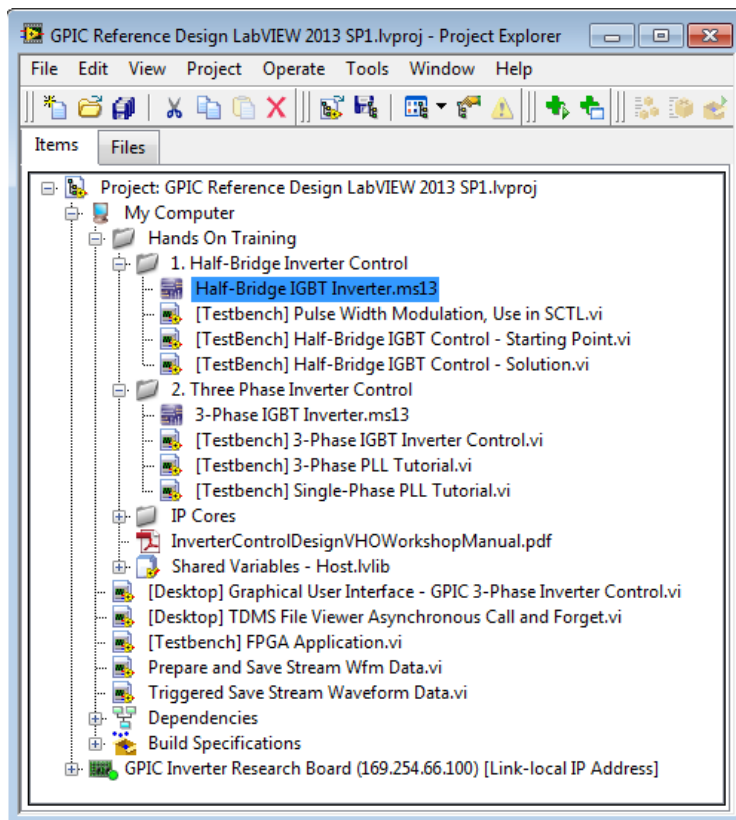 GPIC Reference Design LabVIEW 2013 SP1.lvproj - Project Explorer
File Edit View Project Operate Tools Window Help
Items Files
Project: GPIC Reference Design LabVIEW 2013 SP1.lvproj
My Computer
Hands On Training
1. Half-Bridge Inverter Control
Half-Bridge IGBT Inverter.ms13
[Testbench] Pulse Width Modulation, Use in SCTL.vi
[Testbench] Half-Bridge IGBT Control - Starting Point.vi
[Testbench] Half-Bridge IGBT Control - Solution.vi
2. Three Phase Inverter Control
3-Phase IGBT Inverter.ms13
[Testbench] 3-Phase IGBT Inverter Control.vi
[Testbench] 3-Phase PLL Tutorial.vi
[Testbench] Single-Phase PLL Tutorial.vi
IP Cores
InverterControlDesignVHOWorkshopManual.pdf
Shared Variables - Host.lvlib
[Desktop] Graphical User Interface - GPIC 3-Phase Inverter Control.vi
[Desktop] TDMS File Viewer Asynchronous Call and Forget.vi
[Testbench] FPGA Application.vi
Prepare and Save Stream Wfm Data.vi
Triggered Save Stream Waveform Data.vi
Dependencies
Build Specifications
GPIC Inverter Research Board (169.254.66.100) [Link-local IP Address]